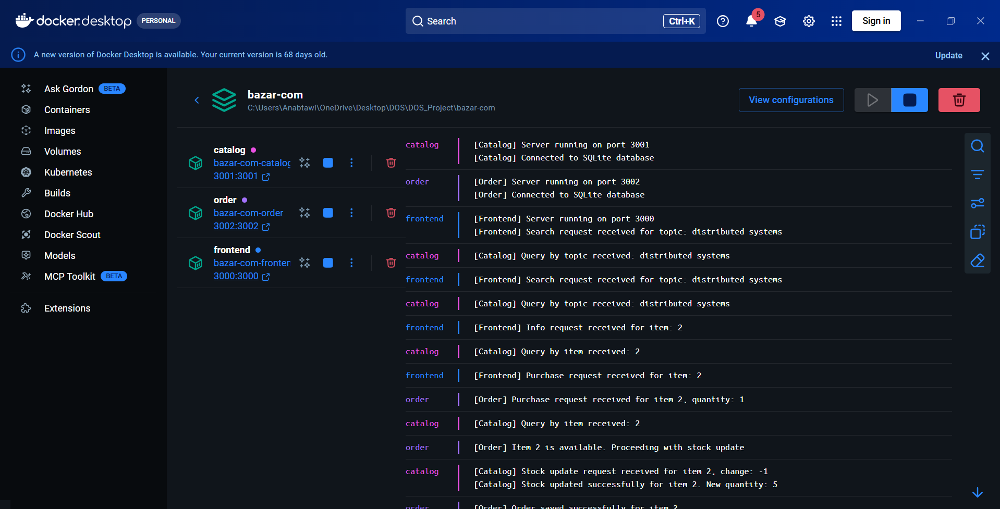 docker.desktop PERSONAL
Search Ctrl+K
5
Sign in
A new version of Docker Desktop is available. Your current version is 68 days old.
Update
Ask Gordon BETA
Containers
Images
Volumes
Kubernetes
Builds
Docker Hub
Docker Scout
Models
MCP Toolkit BETA
Extensions
bazar-com
C:\Users\Anabtawi\OneDrive\Desktop\DOS\DOS_Project\bazar-com
View configurations
catalog
bazar-com-catalog
3001:3001
order
bazar-com-order
3002:3002
frontend
bazar-com-fronten
3000:3000
catalog [Catalog] Server running on port 3001
[Catalog] Connected to SQLite database
order [Order] Server running on port 3002
[Order] Connected to SQLite database
frontend [Frontend] Server running on port 3000
[Frontend] Search request received for topic: distributed systems
catalog [Catalog] Query by topic received: distributed systems
frontend [Frontend] Search request received for topic: distributed systems
catalog [Catalog] Query by topic received: distributed systems
frontend [Frontend] Info request received for item: 2
catalog [Catalog] Query by item received: 2
frontend [Frontend] Purchase request received for item: 2
order [Order] Purchase request received for item 2, quantity: 1
catalog [Catalog] Query by item received: 2
order [Order] Item 2 is available. Proceeding with stock update
catalog [Catalog] Stock update request received for item 2, change: -1
[Catalog] Stock updated successfully for item 2. New quantity: 5
order [Order] Order saved successfully for item 2